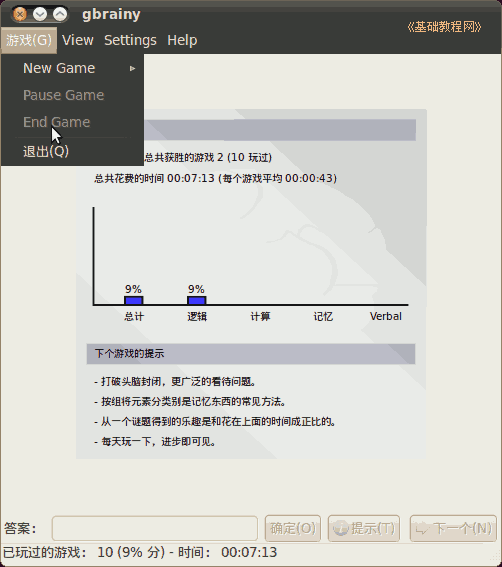 gbrainy
《基础教程网》
游戏(G) View Settings Help
New Game
Pause Game
End Game
退出(Q)
总共获胜的游戏 2 (10 玩过)
总共花费的时间 00:07:13 (每个游戏平均 00:00:43)
9% 9%
总计 逻辑 计算 记忆 Verbal
下个游戏的提示
- 打破头脑封闭，更广泛的看待问题。
- 按组将元素分类别是记忆东西的常见方法。
- 从一个谜题得到的乐趣是和花在上面的时间成正比的。
- 每天玩一下，进步即可见。
答案： 确定(O) 提示(T) 下一个(N)
已玩过的游戏： 10 (9% 分) - 时间： 00:07:13